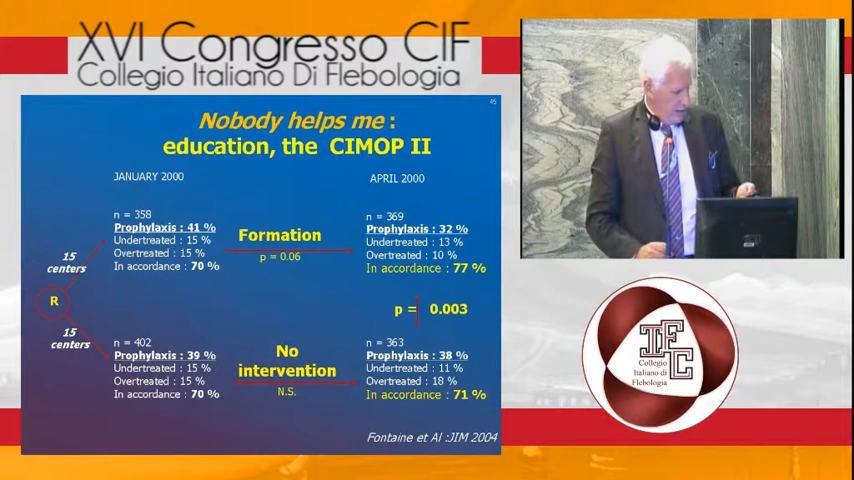 XVI Congresso CIF
Collegio Italiano Di Flebologia
45
Nobody helps me :
education, the CIMOP II
JANUARY 2000
APRIL 2000
n = 358
Prophylaxis : 41 %
Undertreated : 15 %
Overtreated : 15 %
In accordance : 70 %
Formation
p = 0.06
n = 369
Prophylaxis : 32 %
Undertreated : 13 %
Overtreated : 10 %
In accordance : 77 %
15
centers
R
15
centers
p = 0.003
n = 402
Prophylaxis : 39 %
Undertreated : 15 %
Overtreated : 15 %
In accordance : 70 %
No
intervention
N.S.
n = 363
Prophylaxis : 38 %
Undertreated : 11 %
Overtreated : 18 %
In accordance : 71 %
Fontaine et Al :JIM 2004
IFC
Collegio
Italiano di
Flebologia